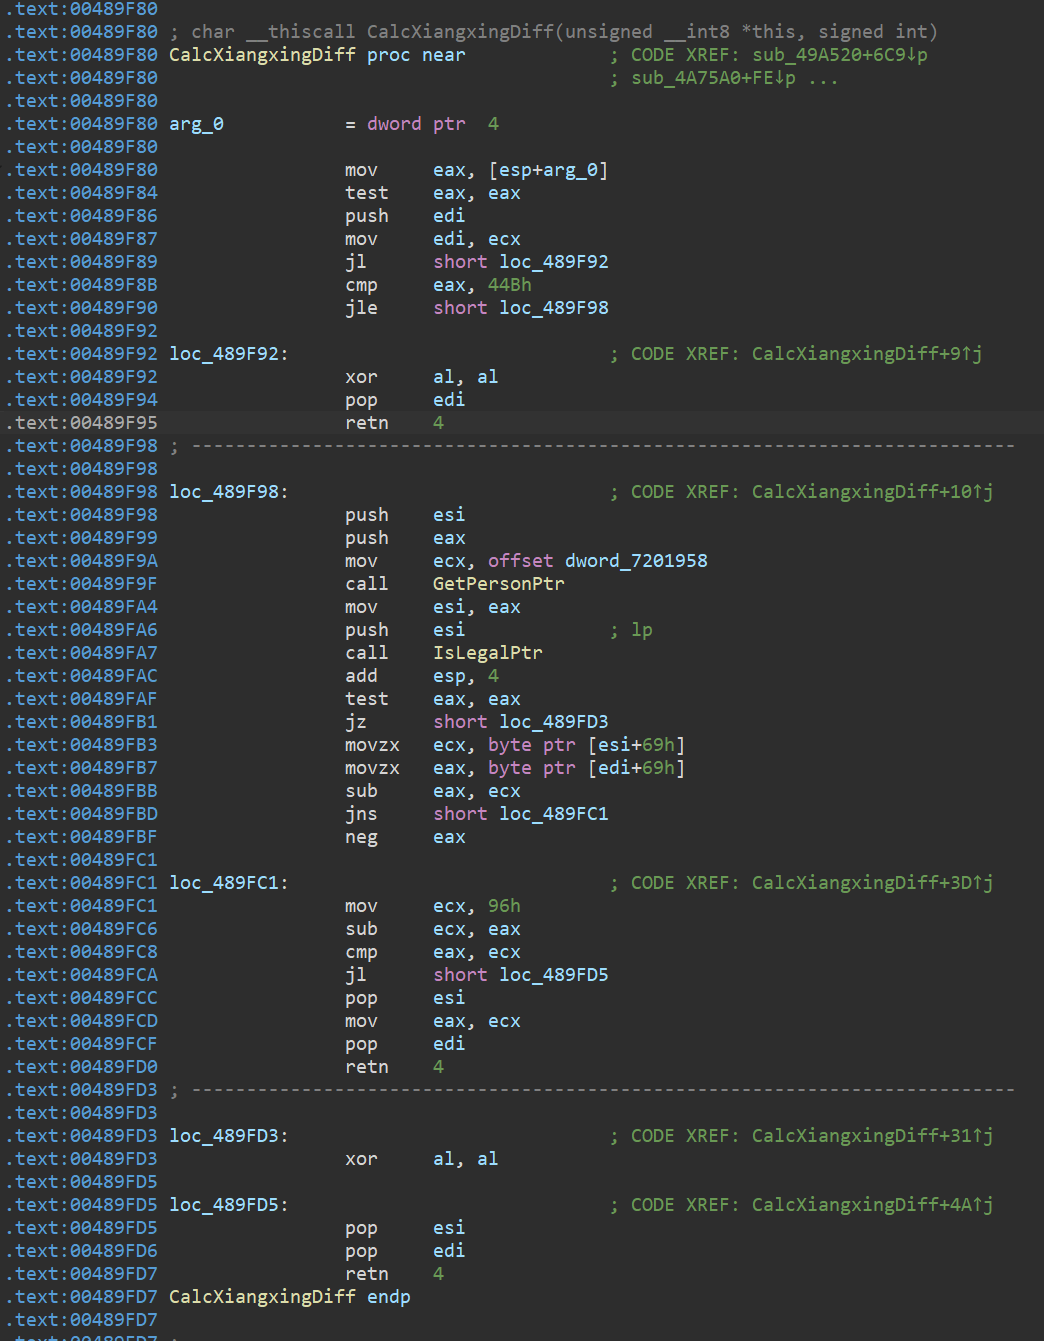 .text:00489F80
.text:00489F80 ; char __thiscall CalcXiangxingDiff(unsigned __int8 *this, signed int)
.text:00489F80 CalcXiangxingDiff proc near ; CODE XREF: sub_49A520+6C9↓p
.text:00489F80 ; sub_4A75A0+FE↓p ...
.text:00489F80
.text:00489F80 arg_0 = dword ptr 4
.text:00489F80
.text:00489F80 mov eax, [esp+arg_0]
.text:00489F84 test eax, eax
.text:00489F86 push edi
.text:00489F87 mov edi, ecx
.text:00489F89 jl short loc_489F92
.text:00489F8B cmp eax, 44Bh
.text:00489F90 jle short loc_489F98
.text:00489F92
.text:00489F92 loc_489F92: ; CODE XREF: CalcXiangxingDiff+9↑j
.text:00489F92 xor al, al
.text:00489F94 pop edi
.text:00489F95 retn 4
.text:00489F98 ; ---------------------------------------------------------------------------
.text:00489F98
.text:00489F98 loc_489F98: ; CODE XREF: CalcXiangxingDiff+10↑j
.text:00489F98 push esi
.text:00489F99 push eax
.text:00489F9A mov ecx, offset dword_7201958
.text:00489F9F call GetPersonPtr
.text:00489FA4 mov esi, eax
.text:00489FA6 push esi ; lp
.text:00489FA7 call IsLegalPtr
.text:00489FAC add esp, 4
.text:00489FAF test eax, eax
.text:00489FB1 jz short loc_489FD3
.text:00489FB3 movzx ecx, byte ptr [esi+69h]
.text:00489FB7 movzx eax, byte ptr [edi+69h]
.text:00489FBB sub eax, ecx
.text:00489FBD jns short loc_489FC1
.text:00489FBF neg eax
.text:00489FC1
.text:00489FC1 loc_489FC1: ; CODE XREF: CalcXiangxingDiff+3D↑j
.text:00489FC1 mov ecx, 96h
.text:00489FC6 sub ecx, eax
.text:00489FC8 cmp eax, ecx
.text:00489FCA jl short loc_489FD5
.text:00489FCC pop esi
.text:00489FCD mov eax, ecx
.text:00489FCF pop edi
.text:00489FD0 retn 4
.text:00489FD3 ; ---------------------------------------------------------------------------
.text:00489FD3
.text:00489FD3 loc_489FD3: ; CODE XREF: CalcXiangxingDiff+31↑j
.text:00489FD3 xor al, al
.text:00489FD5
.text:00489FD5 loc_489FD5: ; CODE XREF: CalcXiangxingDiff+4A↑j
.text:00489FD5 pop esi
.text:00489FD6 pop edi
.text:00489FD7 retn 4
.text:00489FD7 CalcXiangxingDiff endp
.text:00489FD7